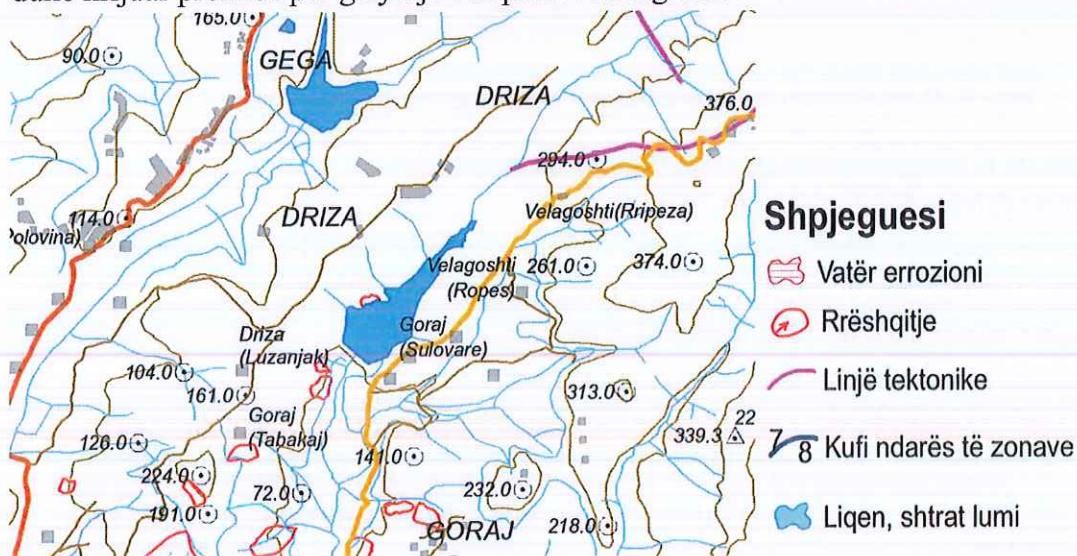 165.0
90.0
GEGA
DRIZA
376.0
294.0
114.0
DRIZA
Velagoshti(Rripeza)
Polovina)
Velagoshti
(Ropes)
261.0
374.0
Driza
(Luzanjak)
Goraj
(Sulovare)
104.0
161.0
313.0
Goraj
(Tabakaj)
22
339.3
126.0
141.0
224.0
72.0
232.0
191.0
GORAJ
218.0
Shpjeguesi
Vatër errozioni
Rrëshqitje
Linjë tektonike
7 8 Kufi ndarës të zonave
Liqen, shtrat lumi